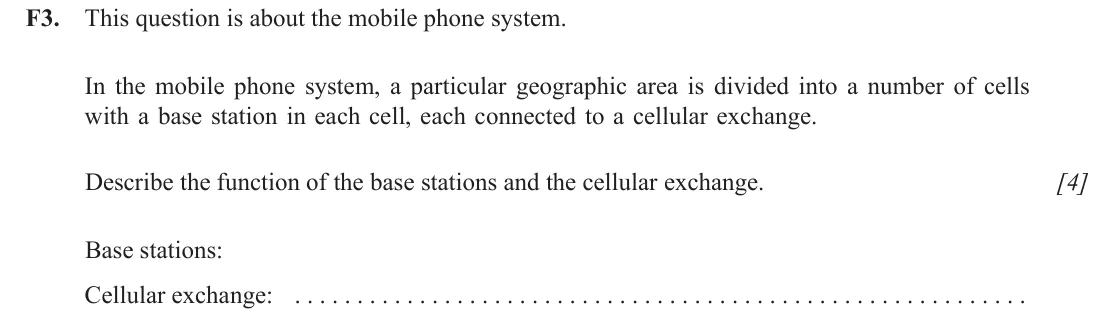 F3. This question is about the mobile phone system.
In the mobile phone system, a particular geographic area is divided into a number of cells
with a base station in each cell, each connected to a cellular exchange.
Describe the function of the base stations and the cellular exchange. [4]
Base stations:
Cellular exchange: . . . . . . . . . . . . . . . . . . . . . . . . . . . . . . . . . . . . . . . . . . . . . . . . . . . . . . . . . . .